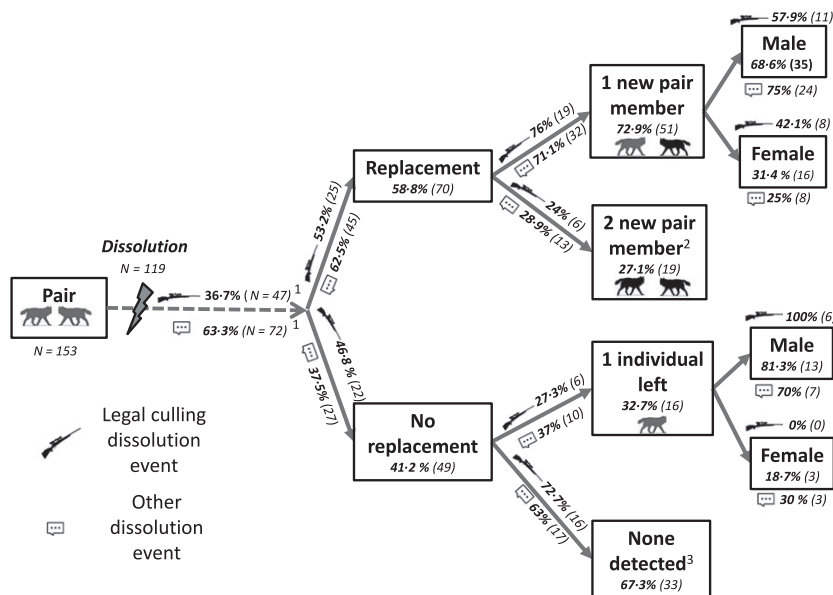 Pair
N = 153
Dissolution
N = 119
36·7% ( N = 47) 1
63·3% (N = 72) 1
Legal culling
dissolution
event
Other
dissolution
event
53·2% (25)
62·5% (45)
46·8 % (22)
37·5% (27)
Replacement
58·8% (70)
No
replacement
41·2 % (49)
76% (19)
71·1% (32)
24% (6)
28·9% (13)
27·3% (6)
37% (10)
72·7% (16)
63% (17)
1 new pair
member
72·9% (51)
2 new pair
member2
27·1% (19)
1 individual
left
32·7% (16)
None
detected3
67·3% (33)
57·9% (11)
Male
68·6% (35)
75% (24)
42·1% (8)
Female
31·4 % (16)
25% (8)
100% (6)
Male
81·3% (13)
70% (7)
0% (0)
Female
18·7% (3)
30 % (3)